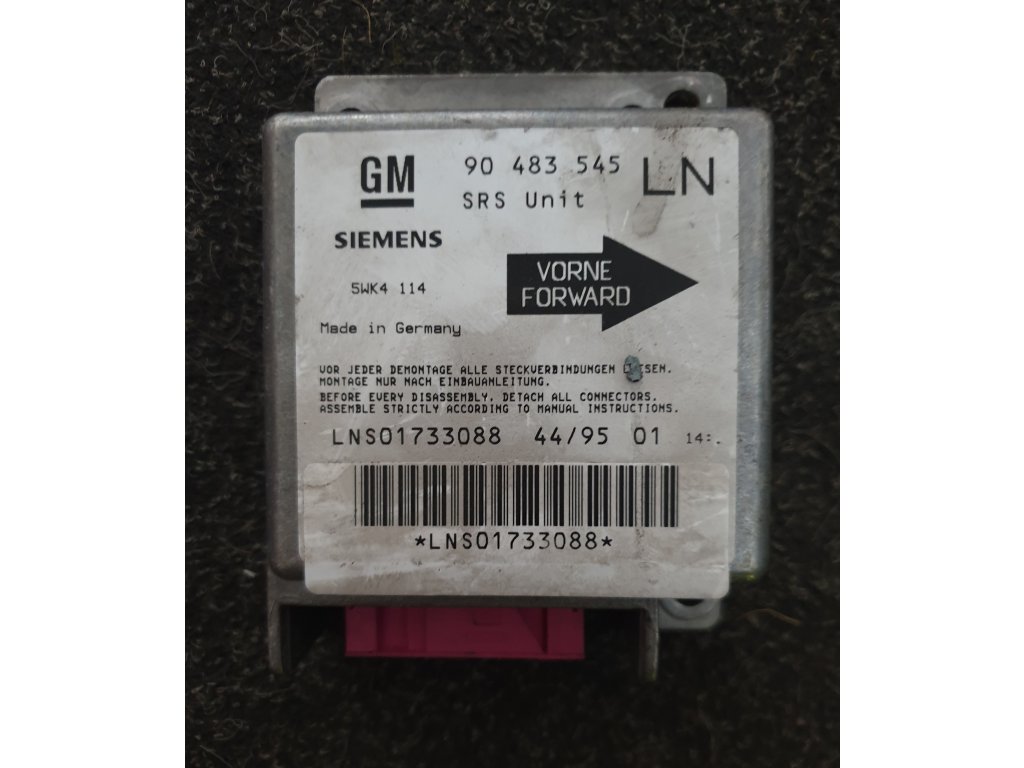 GM 90 483 545 LN
SRS Unit
SIEMENS
VORNE
FORWARD
5WK4 114
Made in Germany
VOR JEDER DEMONTAGE ALLE STECKVERBINDUNGEN
MONTAGE NUR NACH EINBAUANLEITUNG.
BEFORE EVERY DISASSEMBLY, DETACH ALL CONNECTORS.
ASSEMBLE STRICTLY ACCORDING TO MANUAL INSTRUCTIONS.
LNS01733088 44/95 01
*LNS01733088*